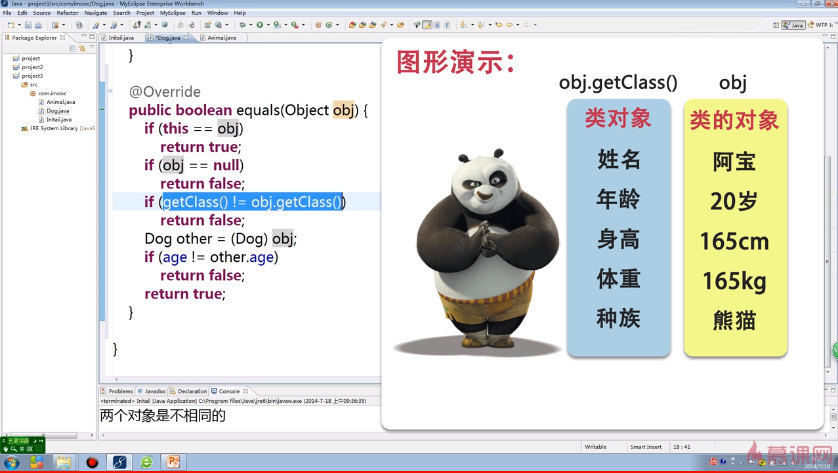 Java - project3/src/com/imooc/Dog.java - MyEclipse Enterprise Workbench
File Edit Source Refactor Navigate Search Project MyEclipse Run Window Help
Java
Package Explorer
Initail.java
*Dog.java
Animal.java
project
project2
project3
src
com.imooc
Animal.java
Dog.java
Initail.java
JRE System Library
}
@Override
public boolean equals(Object obj) {
if (this == obj)
return true;
if (obj == null)
return false;
if (getClass() != obj.getClass())
return false;
Dog other = (Dog) obj;
if (age != other.age)
return false;
return true;
}
}
图形演示：
obj.getClass()
obj
类对象
类的对象
姓名
阿宝
年龄
20岁
身高
165cm
体重
165kg
种族
熊猫
Problems Javadoc Declaration Console
<terminated> Initail [Java Application] C:\Program Files\Java\jre6\bin\javaw.exe (2014-7-18 上午09:36:35)
两个对象是不相同的
Writable
Smart Insert
18 : 41
慕课网